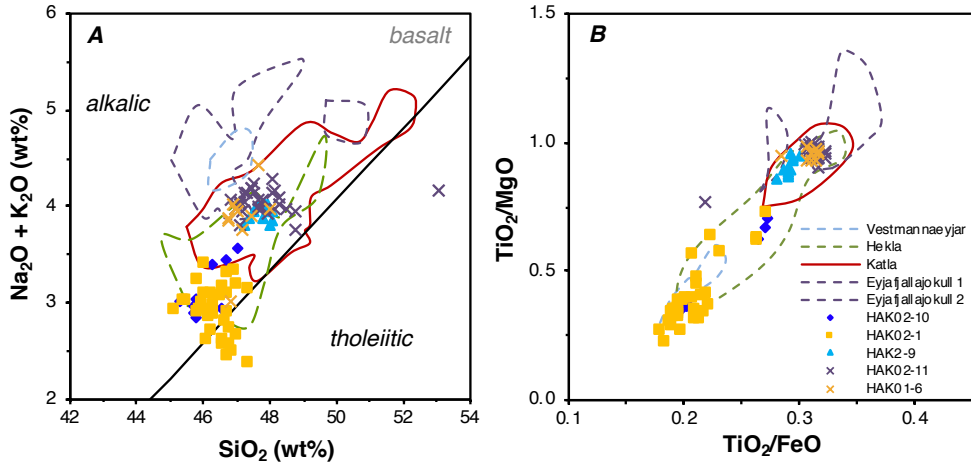 A
basalt
alkalic
tholeiitic
6
5
4
3
2
42
44
46
48
50
52
54
Na2O + K2O (wt%)
SiO2 (wt%)
B
1.5
1.0
0.5
0.0
0.1
0.2
0.3
0.4
TiO2/MgO
TiO2/FeO
Vestmannaeyjar
Hekla
Katla
Eyjafjallajokull 1
Eyjafjallajokull 2
HAK02-10
HAK02-1
HAK2-9
HAK02-11
HAK01-6